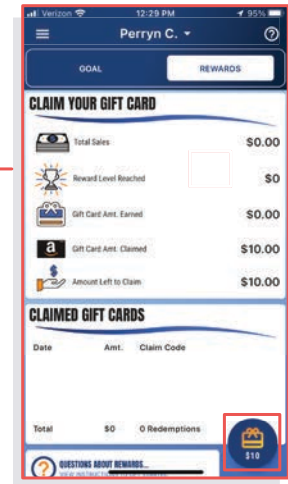 Verizon 12:29 PM 95%
Perryn C.
GOAL REWARDS
CLAIM YOUR GIFT CARD
Total Sales $0.00
Reward Level Reached $0
Gift Card Amt. Earned $0.00
a Gift Card Amt. Claimed $10.00
Amount Left to Claim $10.00
CLAIMED GIFT CARDS
Date Amt. Claim Code
Total $0 0 Redemptions
$10
QUESTIONS ABOUT REWARDS...